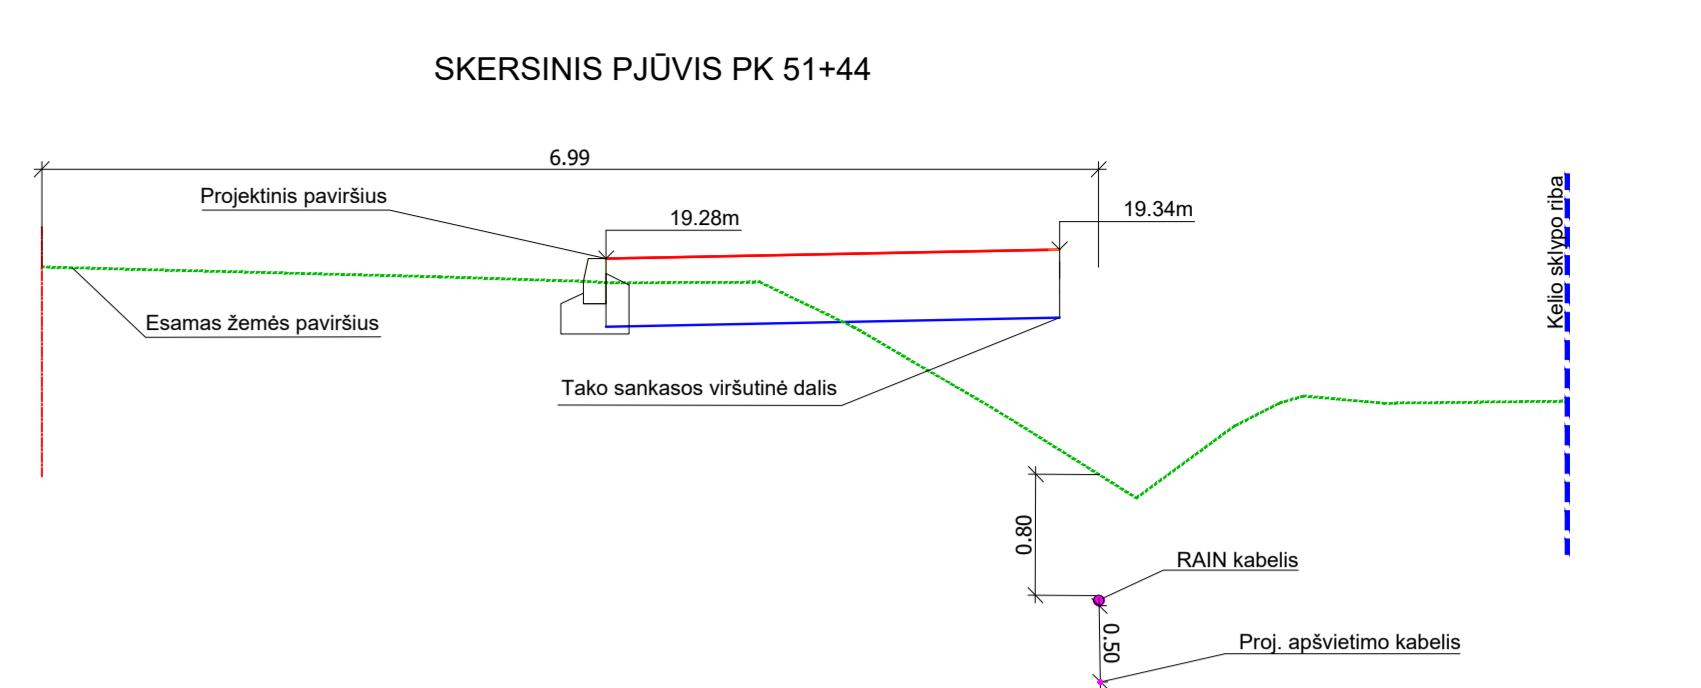 SKERSINIS PJŪVIS PK 51+44
6.99
Projektinis paviršius
19.28m
19.34m
Kelio sklypo riba
Esamas žemės paviršius
Tako sankasos viršutinė dalis
0.80
RAIN kabelis
0.50
Proj. apšvietimo kabelis